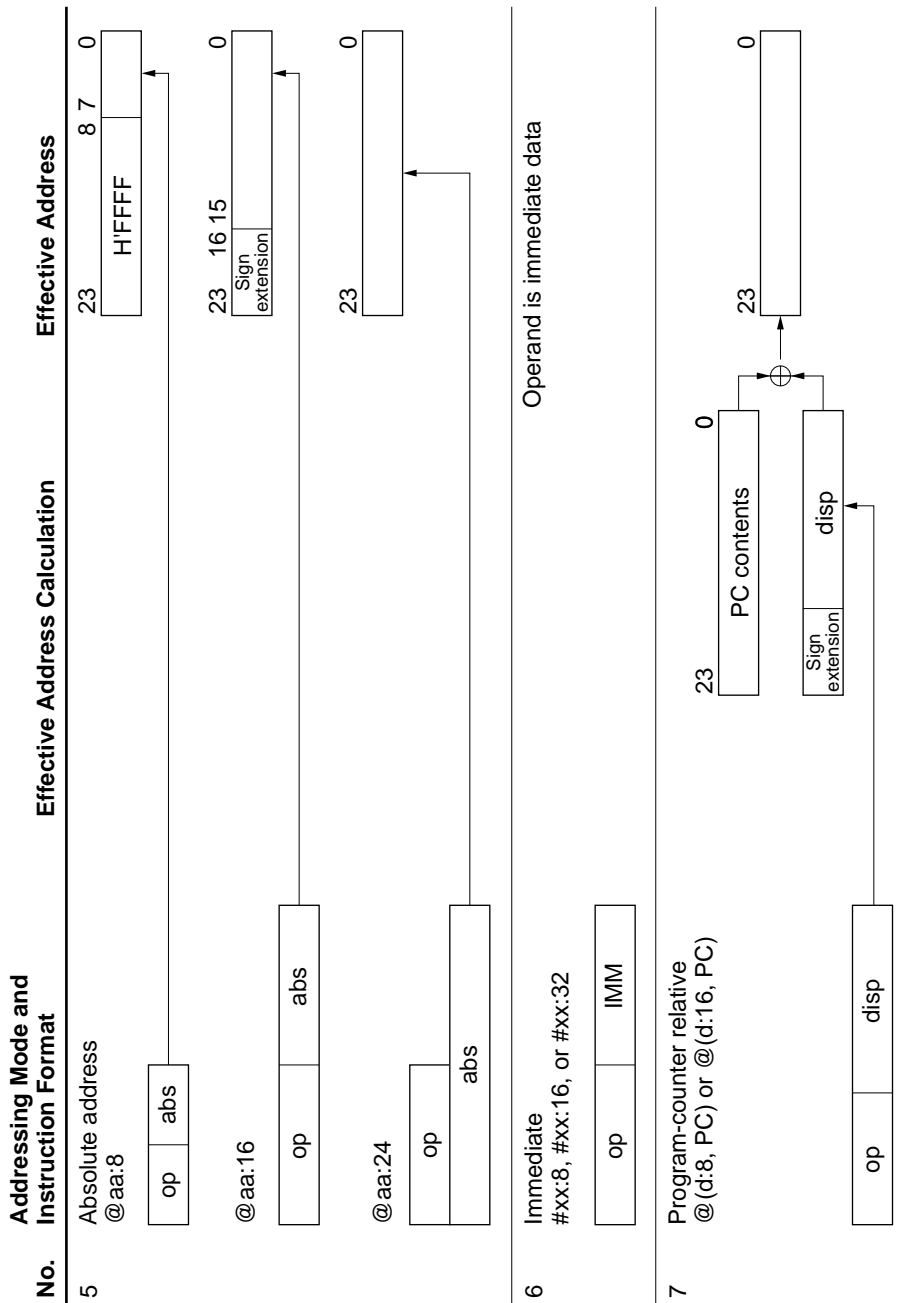 No.
Addressing Mode and
Instruction Format
Effective Address Calculation
Effective Address
5
Absolute address
@aa:8
op abs
23 8 7 0
H'FFFF
@aa:16
op abs
23 16 15 0
Sign
extension
@aa:24
op
abs
23 0
6
Immediate
#xx:8, #xx:16, or #xx:32
op IMM
Operand is immediate data
7
Program-counter relative
@(d:8, PC) or @(d:16, PC)
op disp
23 0
PC contents
Sign
extension
disp
23 0